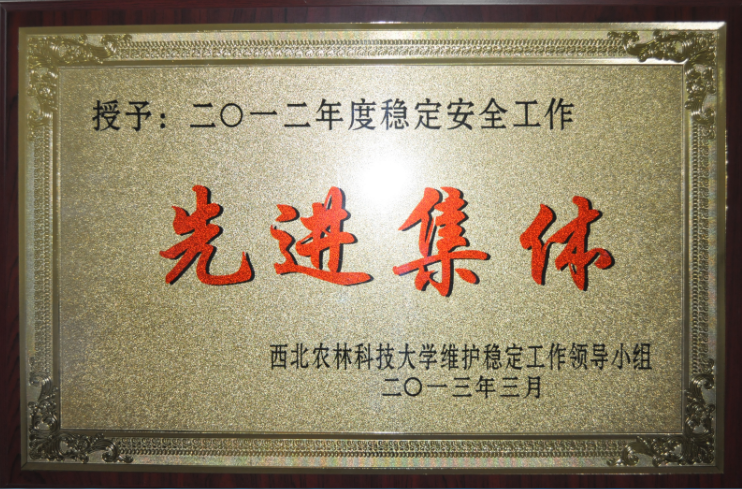 授予：二〇一二年度稳定安全工作
先进集体
西北农林科技大学维护稳定工作领导小组
二〇一三年三月